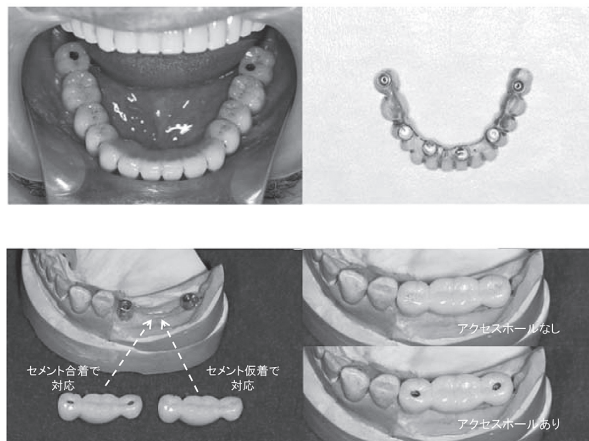 セメント合着で
対応
セメント仮着で
対応
アクセスホールなし
アクセスホールあり